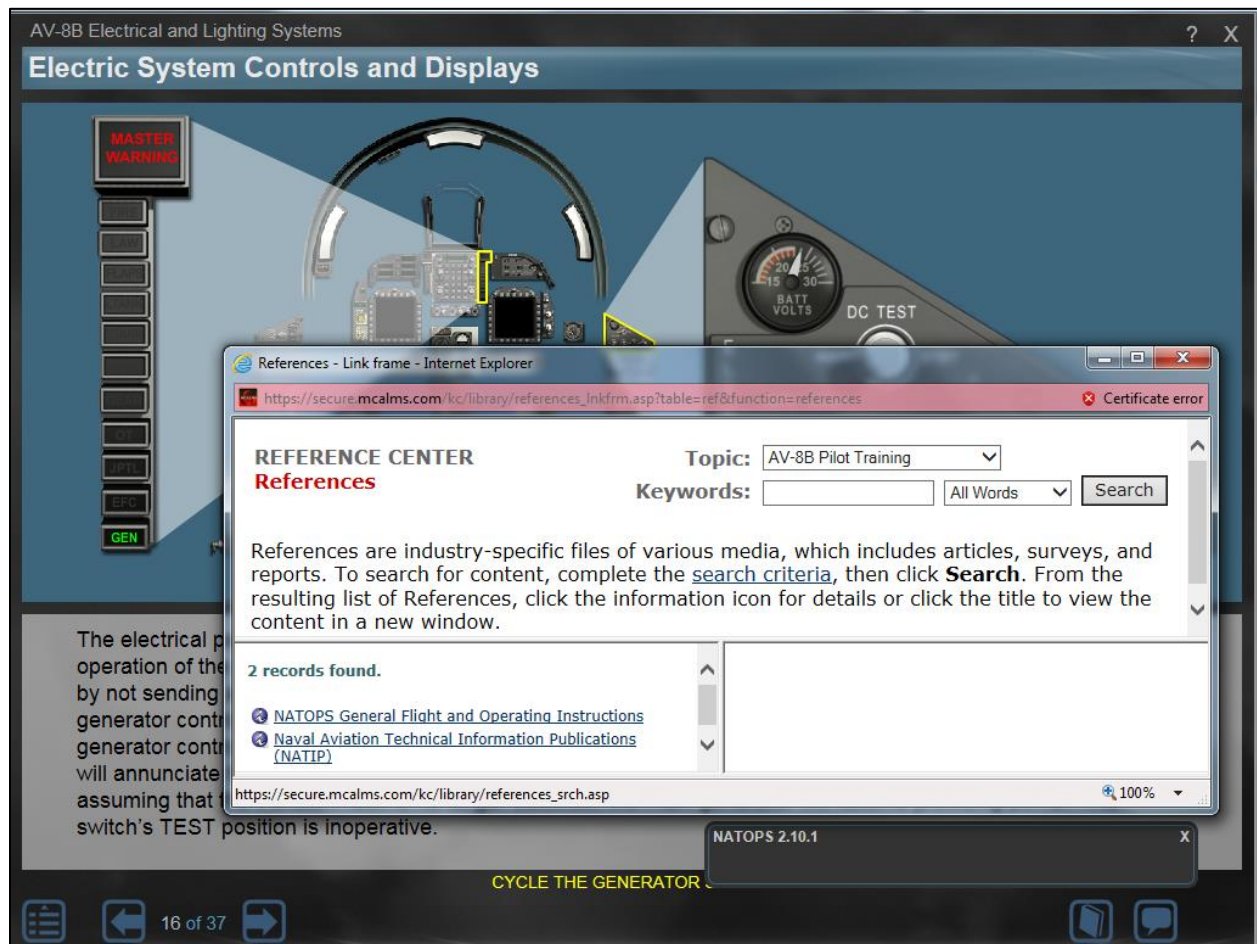 AV-8B Electrical and Lighting Systems
? X
Electric System Controls and Displays
MASTER
WARNING
FIRE
LAW
FLAPS
OT
JPTL
EFC
GEN
15 20 25 30
BATT
VOLTS
DC TEST
References - Link frame - Internet Explorer
https://secure.mcalms.com/kc/library/references_lnkfrm.asp?table=ref&function=references
Certificate error
REFERENCE CENTER
References
Topic: AV-8B Pilot Training
Keywords: All Words Search
References are industry-specific files of various media, which includes articles, surveys, and
reports. To search for content, complete the search criteria, then click Search. From the
resulting list of References, click the information icon for details or click the title to view the
content in a new window.
2 records found.
NATOPS General Flight and Operating Instructions
Naval Aviation Technical Information Publications
(NATIP)
https://secure.mcalms.com/kc/library/references_srch.asp
100%
The electrical p
operation of the
by not sending
generator contr
generator contr
will annunciate
assuming that
switch's TEST position is inoperative.
NATOPS 2.10.1 X
CYCLE THE GENERATOR
16 of 37